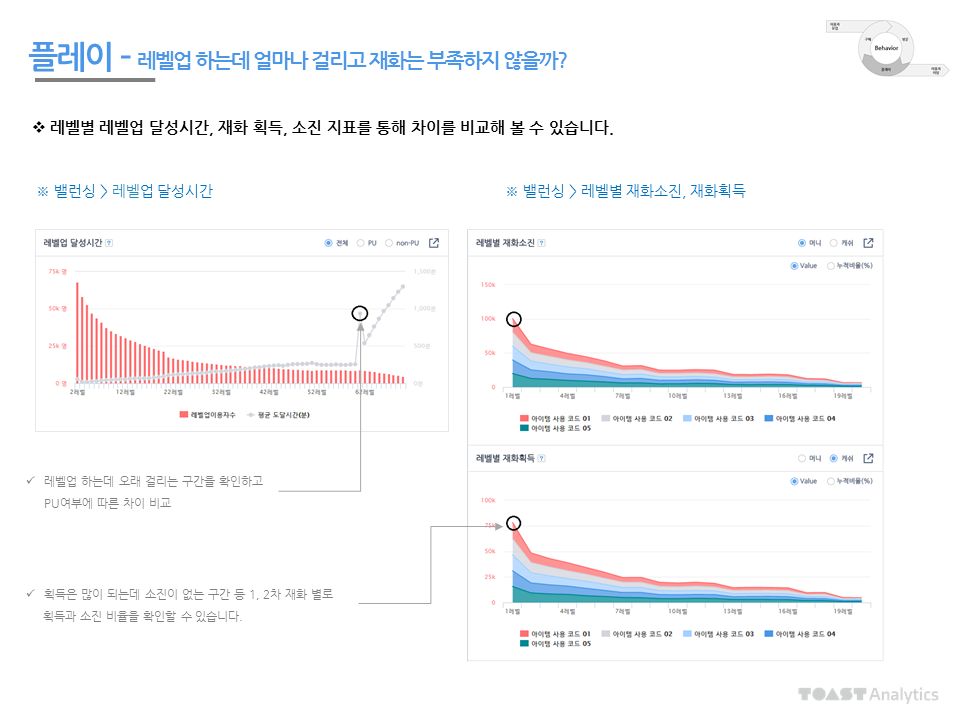 플레이 - 레벨업 하는데 얼마나 걸리고 재화는 부족하지 않을까?
이용자
유입
구매
방문
Behavior
플레이
이용자
이탈
❖ 레벨별 레벨업 달성시간, 재화 획득, 소진 지표를 통해 차이를 비교해 볼 수 있습니다.
※ 밸런싱 > 레벨업 달성시간
※ 밸런싱 > 레벨별 재화소진, 재화획득
레벨업 달성시간 ? 전체 PU non-PU
75k 명 1,500분
50k 명 1,000분
25k 명 500분
0 명 0분
2레벨 12레벨 22레벨 32레벨 42레벨 52레벨 62레벨
레벨업이용자수 평균 도달시간(분)
✓ 레벨업 하는데 오래 걸리는 구간을 확인하고
PU여부에 따른 차이 비교
✓ 획득은 많이 되는데 소진이 없는 구간 등 1, 2차 재화 별로
획득과 소진 비율을 확인할 수 있습니다.
레벨별 재화소진 ? 머니 캐쉬
Value 누적비율(%)
150k
100k
50k
0
1레벨 4레벨 7레벨 10레벨 13레벨 16레벨 19레벨
아이템 사용 코드 01 아이템 사용 코드 02 아이템 사용 코드 03 아이템 사용 코드 04
아이템 사용 코드 05
레벨별 재화획득 ? 머니 캐쉬
Value 누적비율(%)
100k
75k
50k
25k
0
1레벨 4레벨 7레벨 10레벨 13레벨 16레벨 19레벨
아이템 사용 코드 01 아이템 사용 코드 02 아이템 사용 코드 03 아이템 사용 코드 04
아이템 사용 코드 05
TOAST Analytics